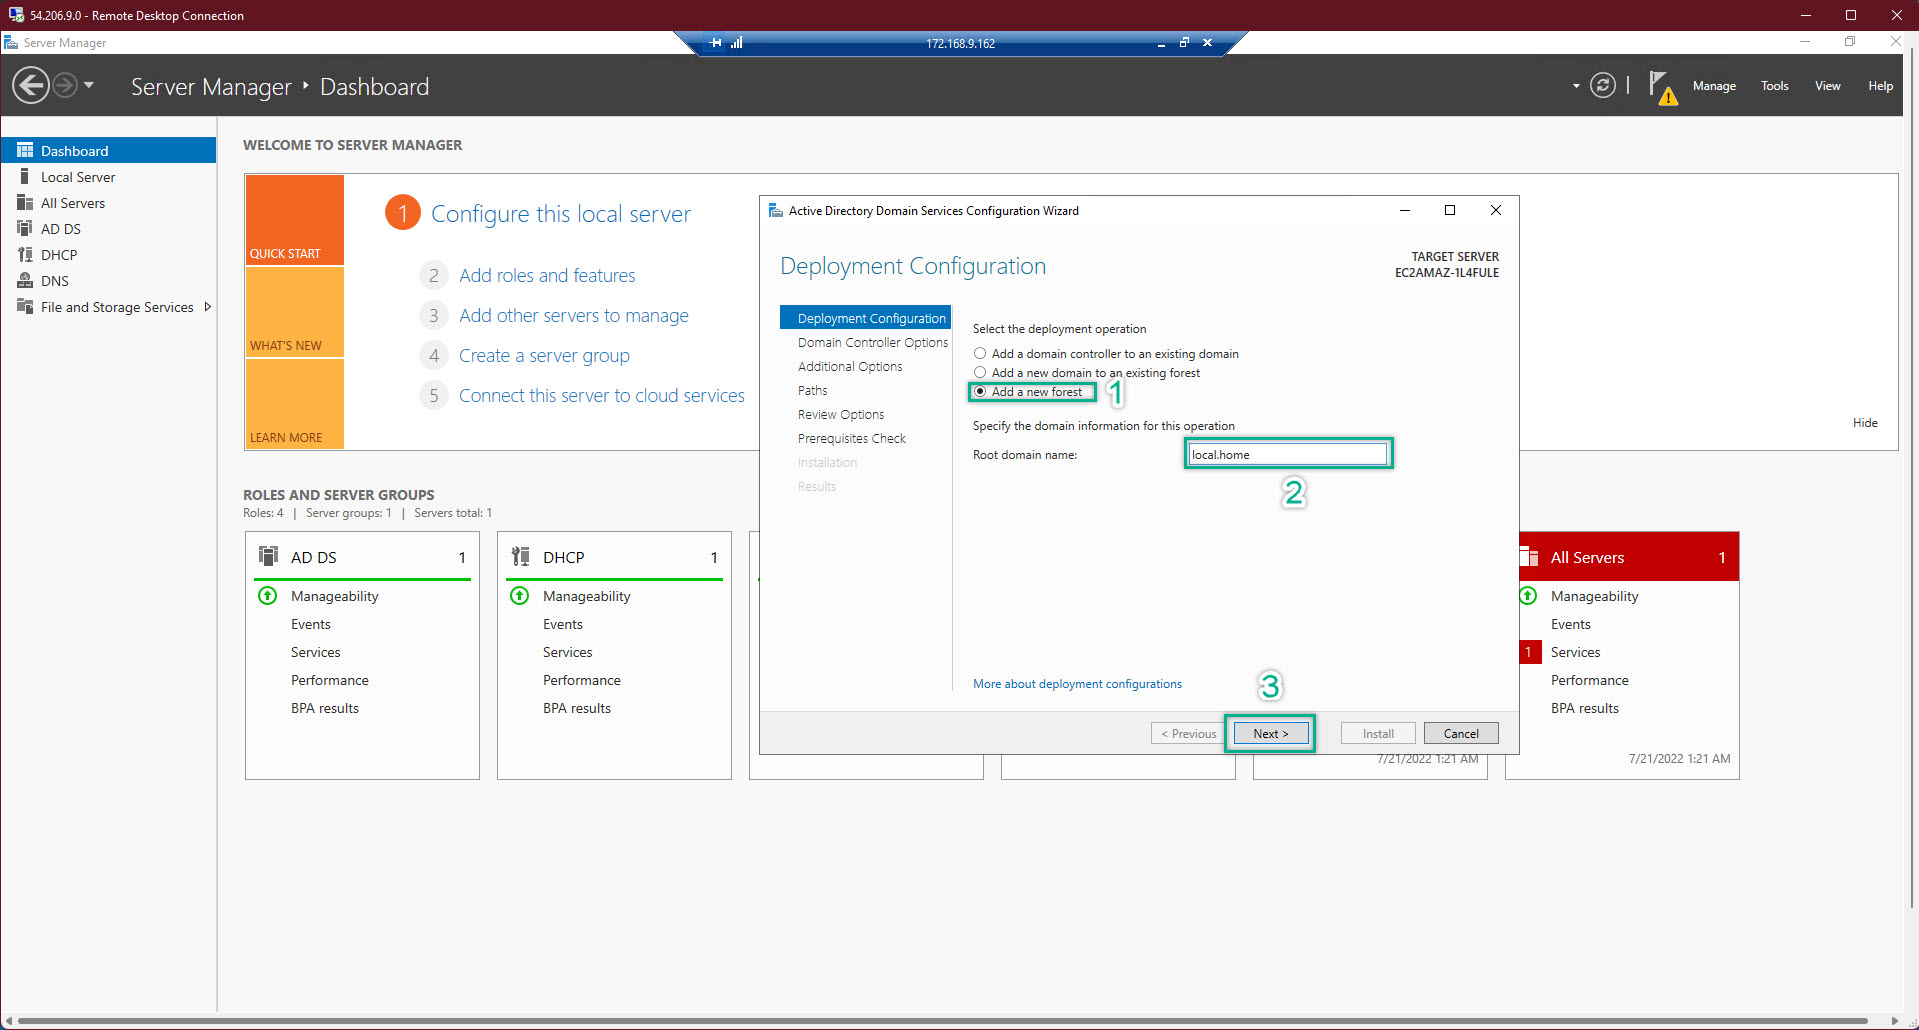 54.206.9.0 - Remote Desktop Connection
Server Manager
172.168.9.162
Server Manager Dashboard
Manage Tools View Help
Dashboard
Local Server
All Servers
AD DS
DHCP
DNS
File and Storage Services
WELCOME TO SERVER MANAGER
QUICK START
WHAT'S NEW
LEARN MORE
1 Configure this local server
2 Add roles and features
3 Add other servers to manage
4 Create a server group
5 Connect this server to cloud services
Hide
Active Directory Domain Services Configuration Wizard
Deployment Configuration
TARGET SERVER
EC2AMAZ-1L4FULE
Deployment Configuration
Domain Controller Options
Additional Options
Paths
Review Options
Prerequisites Check
Installation
Results
Select the deployment operation
Add a domain controller to an existing domain
Add a new domain to an existing forest
Add a new forest 1
Specify the domain information for this operation
Root domain name: local.home
2
More about deployment configurations
3
< Previous Next > Install Cancel
ROLES AND SERVER GROUPS
Roles: 4 | Server groups: 1 | Servers total: 1
AD DS 1
Manageability
Events
Services
Performance
BPA results
DHCP 1
Manageability
Events
Services
Performance
BPA results
7/21/2022 1:21 AM
All Servers 1
Manageability
Events
1 Services
Performance
BPA results
7/21/2022 1:21 AM